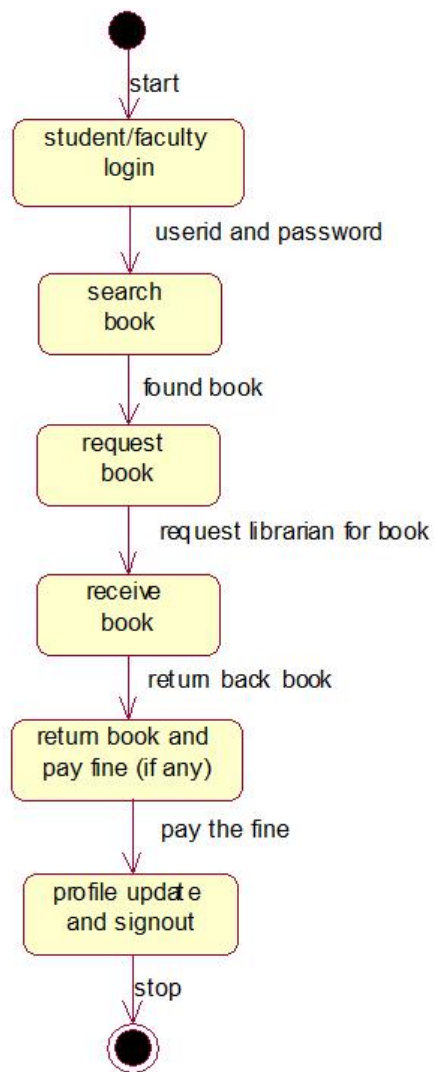 start
student/faculty
login
userid and password
search
book
found book
request
book
request librarian for book
receive
book
return back book
return book and
pay fine (if any)
pay the fine
profile update
and signout
stop